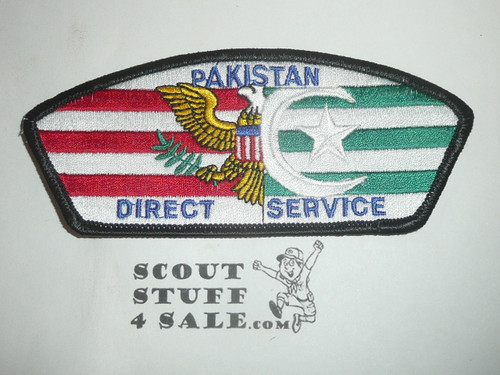 PAKISTAN
DIRECT SERVICE
SCOUT
STUFF
4 SALE.COM